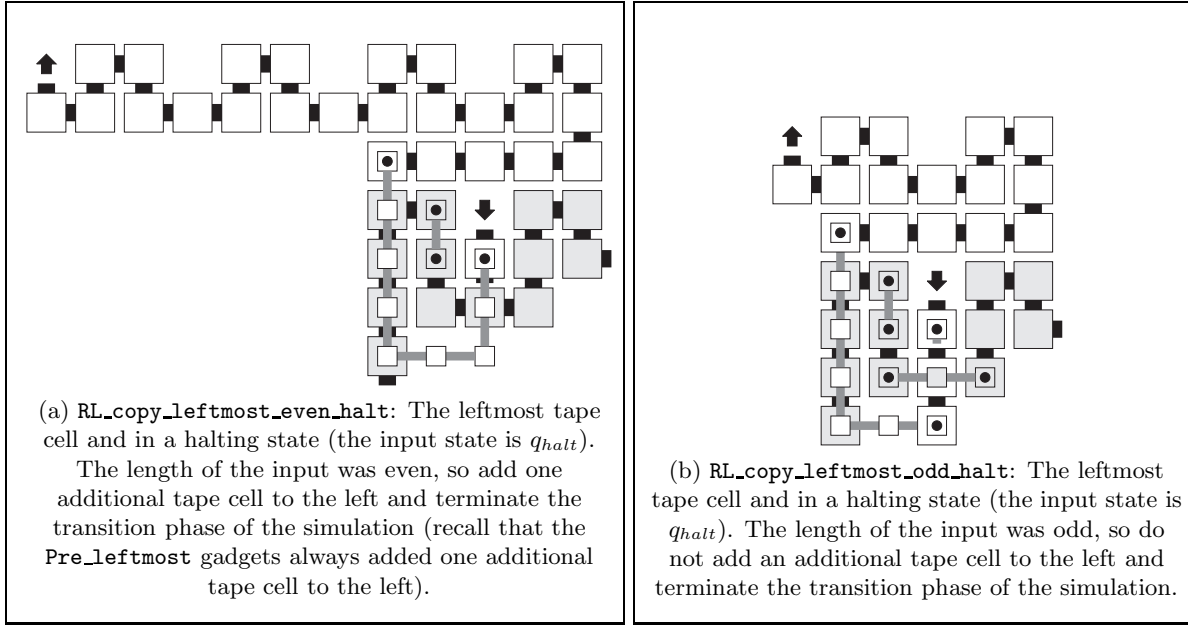 (a) RL_copy_leftmost_even_halt: The leftmost tape
cell and in a halting state (the input state is qhalt).
The length of the input was even, so add one
additional tape cell to the left and terminate the
transition phase of the simulation (recall that the
Pre_leftmost gadgets always added one additional
tape cell to the left).
(b) RL_copy_leftmost_odd_halt: The leftmost
tape cell and in a halting state (the input state is
qhalt). The length of the input was odd, so do
not add an additional tape cell to the left and
terminate the transition phase of the simulation.